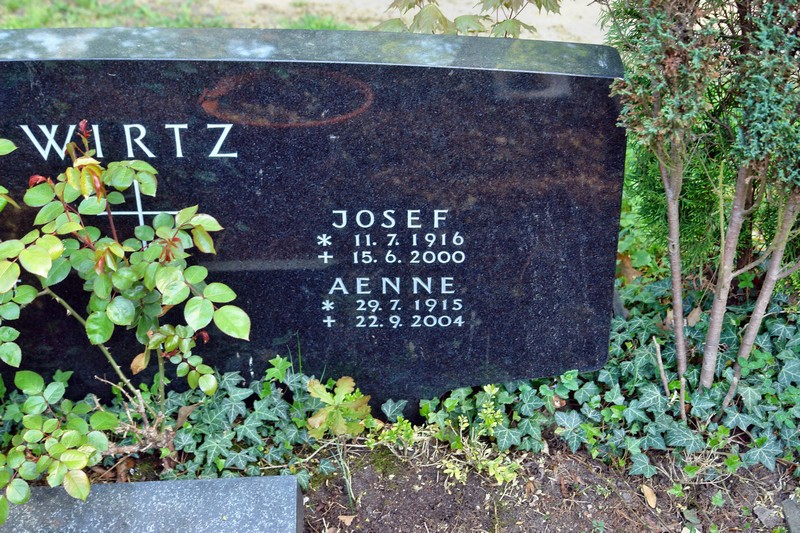 WIRTZ
JOSEF
* 11. 7. 1916
+ 15. 6. 2000
AENNE
* 29. 7. 1915
+ 22. 9. 2004